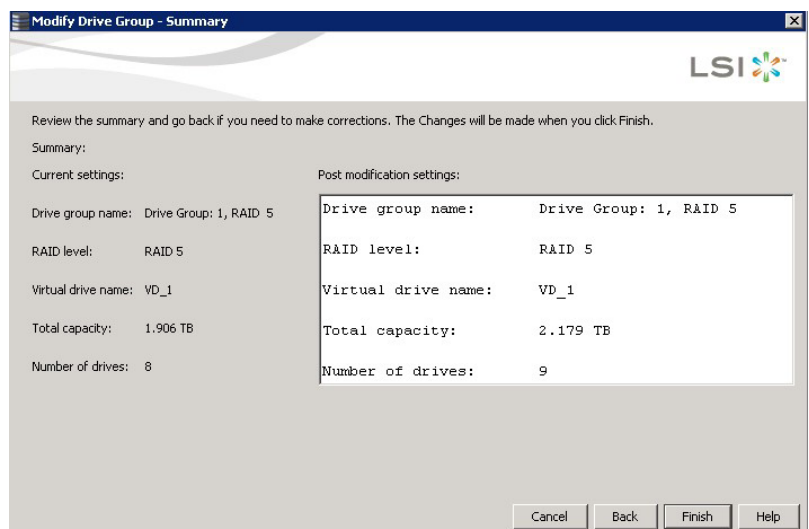 Modify Drive Group - Summary
LSI
Review the summary and go back if you need to make corrections. The Changes will be made when you click Finish.
Summary:
Current settings:
Drive group name: Drive Group: 1, RAID 5
RAID level: RAID 5
Virtual drive name: VD_1
Total capacity: 1.906 TB
Number of drives: 8
Post modification settings:
Drive group name: Drive Group: 1, RAID 5
RAID level: RAID 5
Virtual drive name: VD_1
Total capacity: 2.179 TB
Number of drives: 9
Cancel Back Finish Help